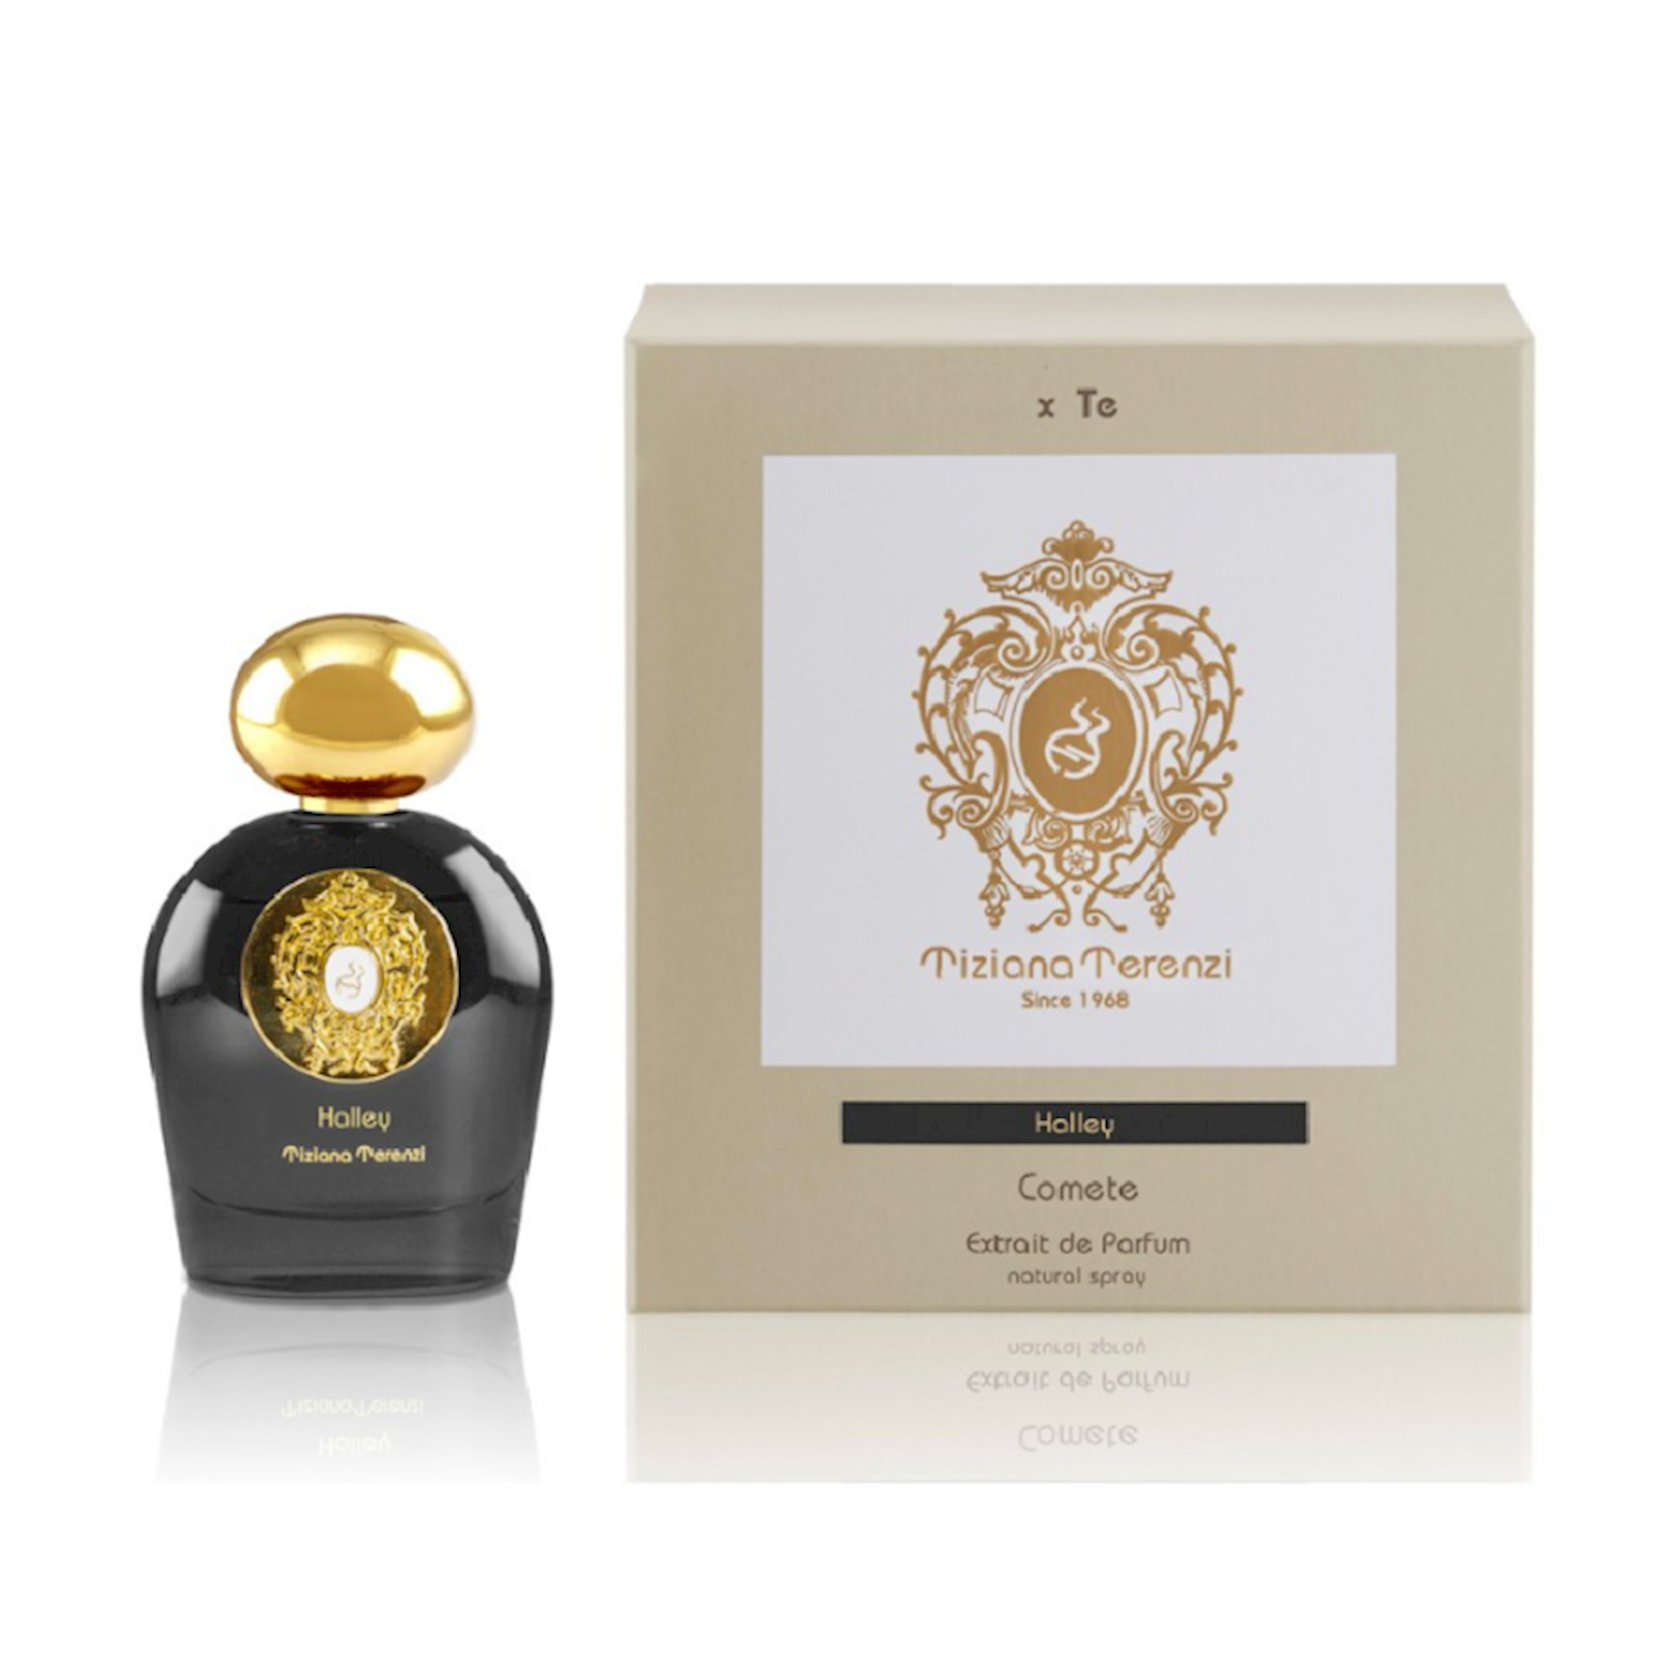 x Te
Tiziana Terenzi
Since 1968
Halley
Comete
Extrait de Parfum
natural spray
Halley
Tiziana Terenzi